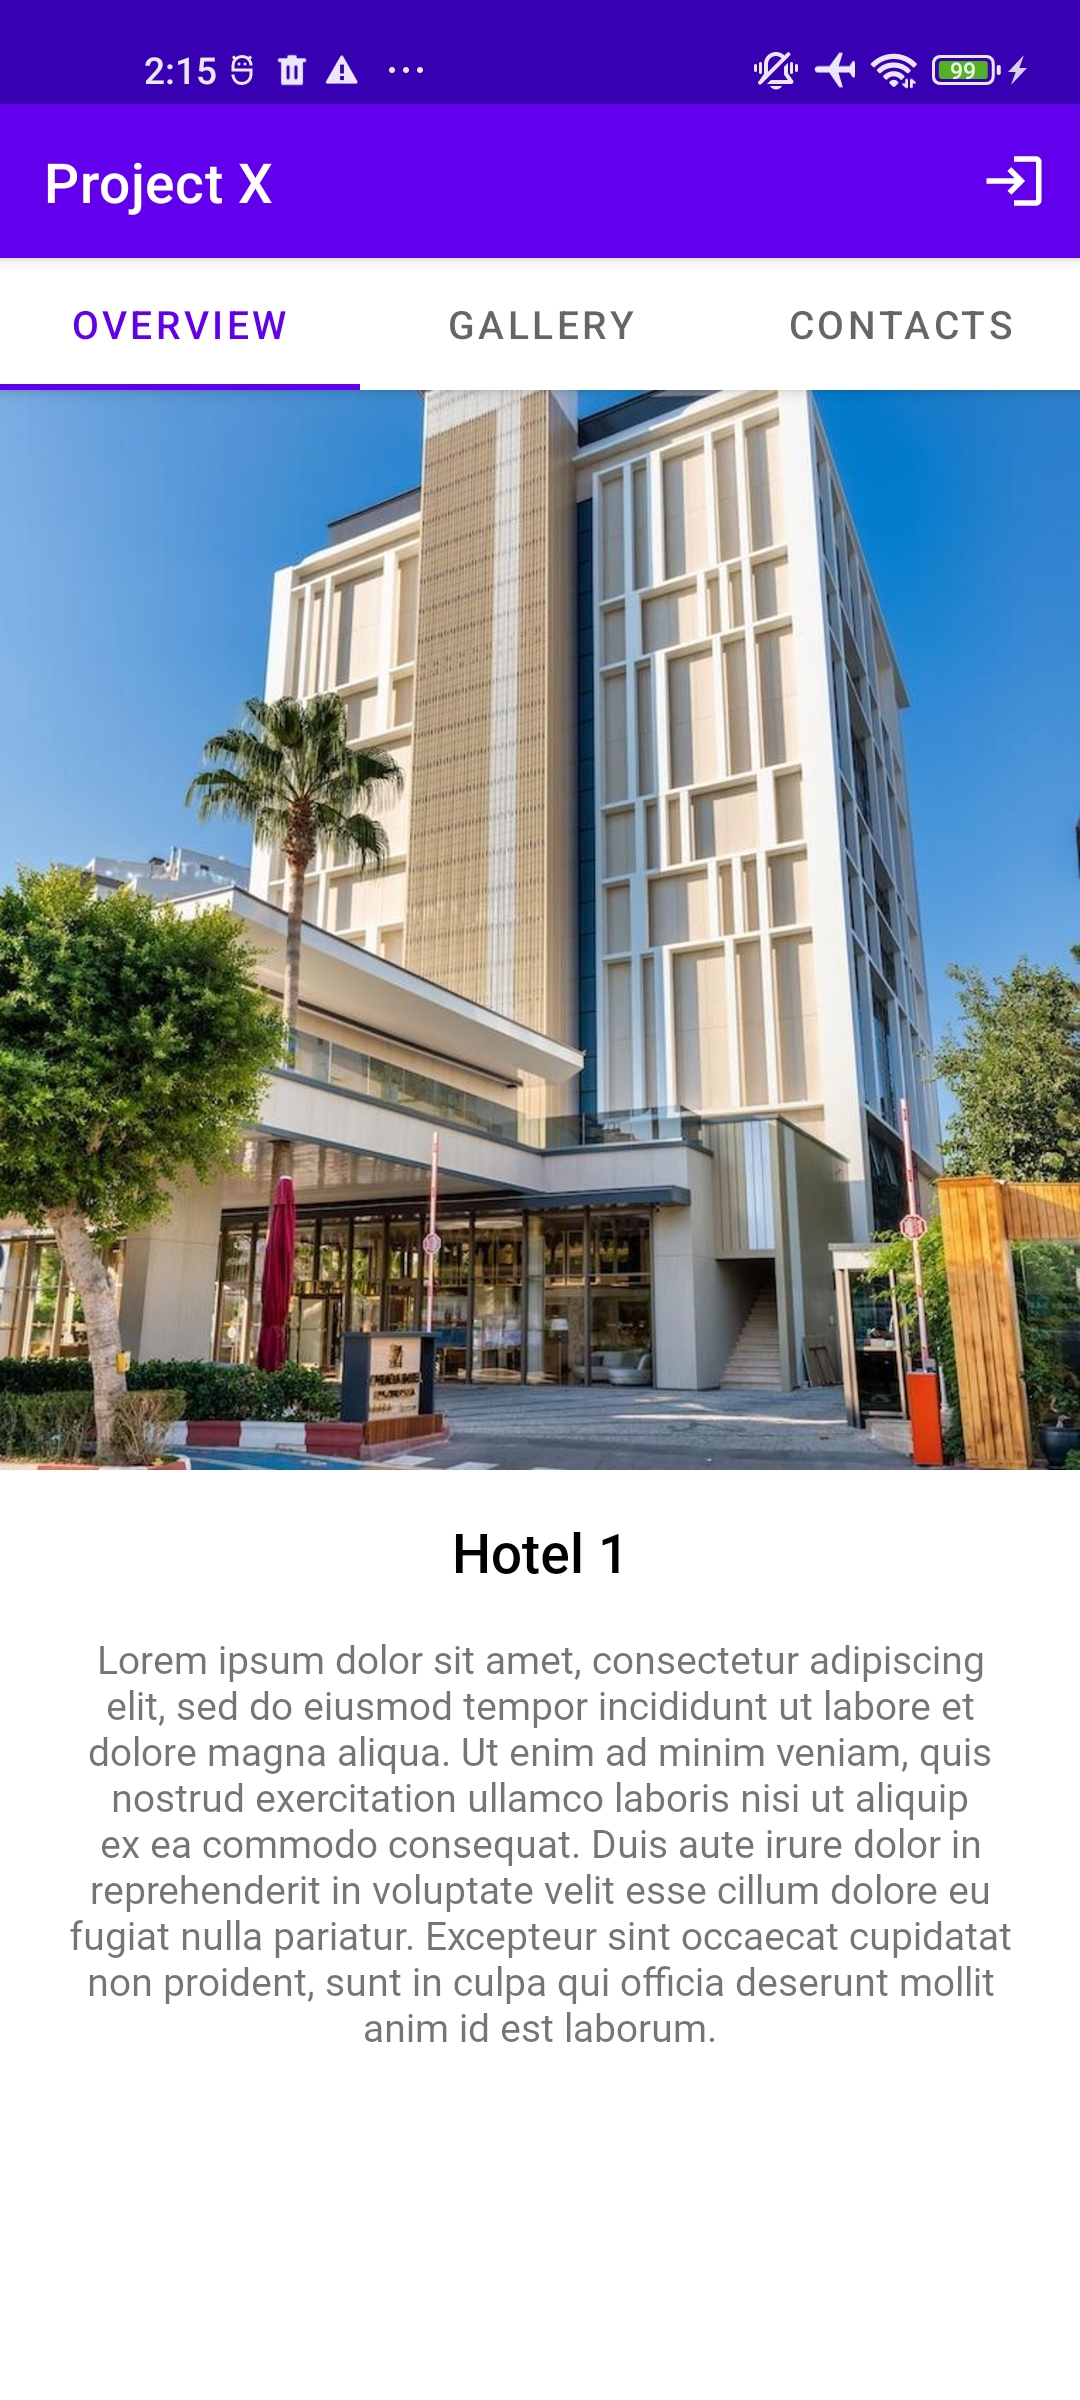 2:15
99
Project X
OVERVIEW
GALLERY
CONTACTS
Hotel 1
Lorem ipsum dolor sit amet, consectetur adipiscing
elit, sed do eiusmod tempor incididunt ut labore et
dolore magna aliqua. Ut enim ad minim veniam, quis
nostrud exercitation ullamco laboris nisi ut aliquip
ex ea commodo consequat. Duis aute irure dolor in
reprehenderit in voluptate velit esse cillum dolore eu
fugiat nulla pariatur. Excepteur sint occaecat cupidatat
non proident, sunt in culpa qui officia deserunt mollit
anim id est laborum.